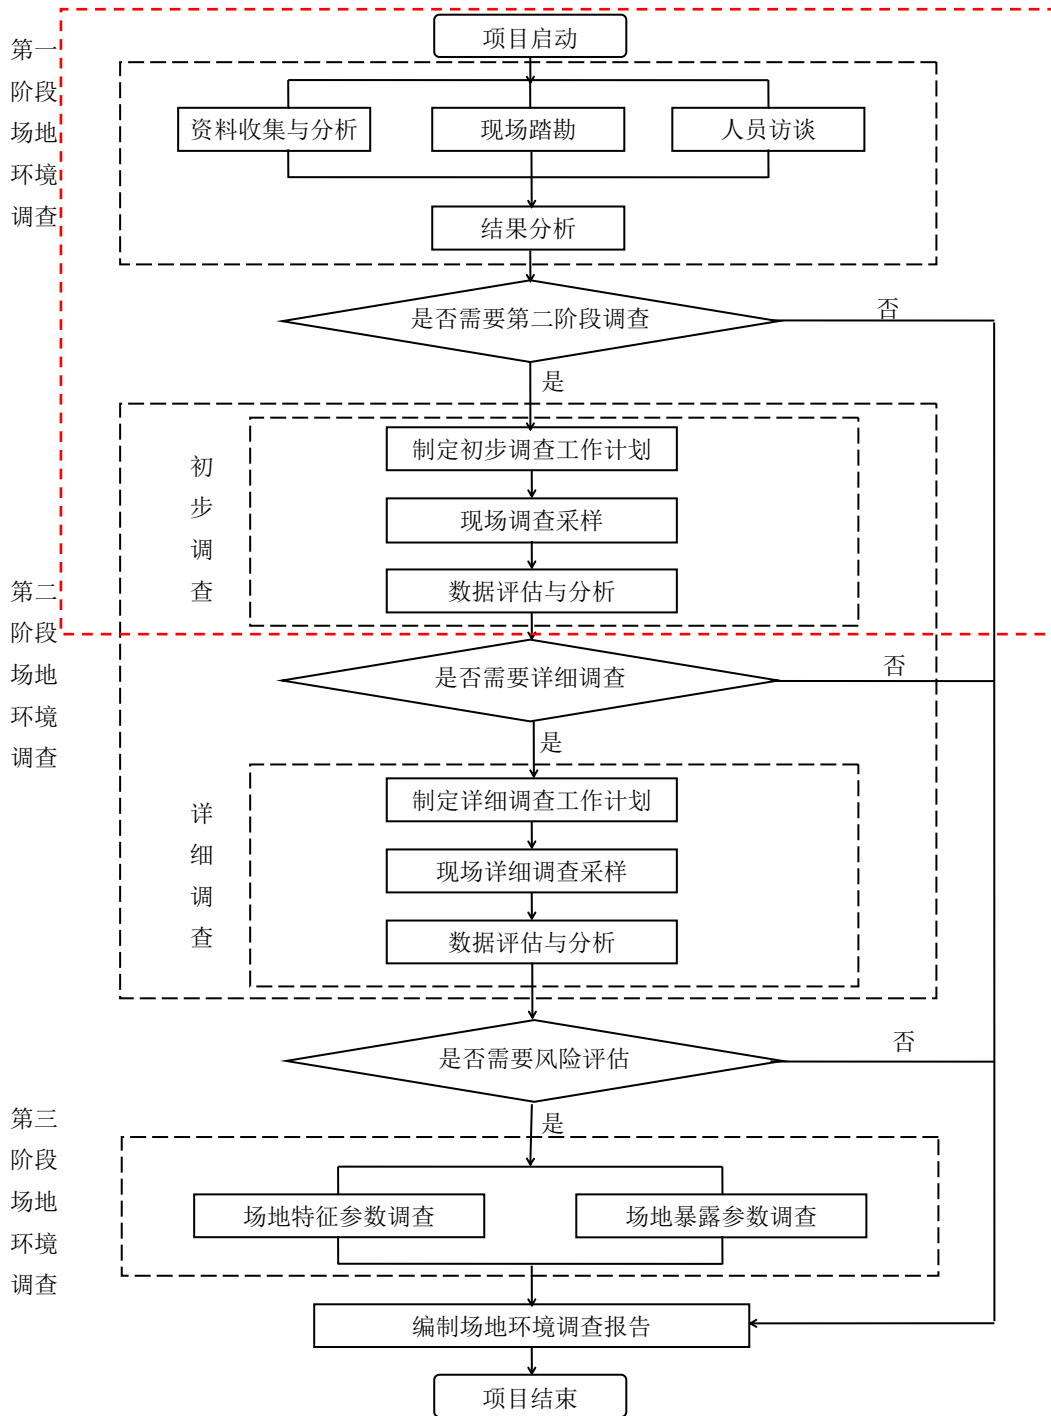 项目启动
第一
阶段
场地
环境
调查
资料收集与分析
现场踏勘
人员访谈
结果分析
是否需要第二阶段调查
否
是
初
步
调
查
制定初步调查工作计划
现场调查采样
数据评估与分析
第二
阶段
场地
环境
调查
是否需要详细调查
否
是
详
细
调
查
制定详细调查工作计划
现场详细调查采样
数据评估与分析
是否需要风险评估
否
是
第三
阶段
场地
环境
调查
场地特征参数调查
场地暴露参数调查
编制场地环境调查报告
项目结束